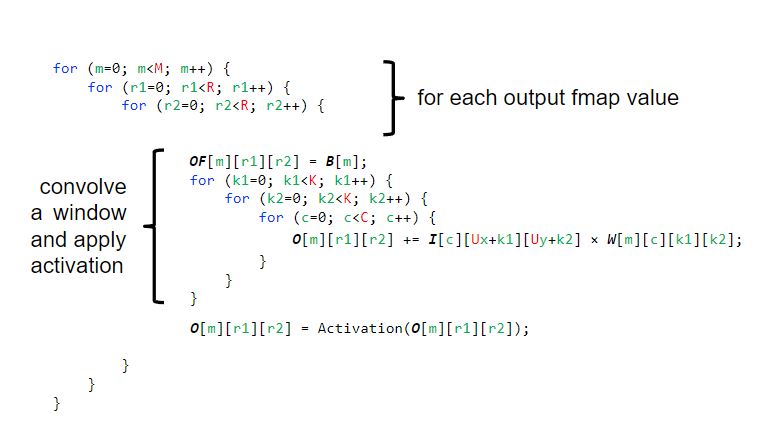 for (m=0; m<M; m++) {
for (r1=0; r1<R; r1++) {
for (r2=0; r2<R; r2++) {
for each output fmap value
OF[m][r1][r2] = B[m];
for (k1=0; k1<K; k1++) {
for (k2=0; k2<K; k2++) {
for (c=0; c<C; c++) {
O[m][r1][r2] += I[c][Ux+k1][Uy+k2] × W[m][c][k1][k2];
}
}
}
convolve
a window
and apply
activation
O[m][r1][r2] = Activation(O[m][r1][r2]);
}
}
}